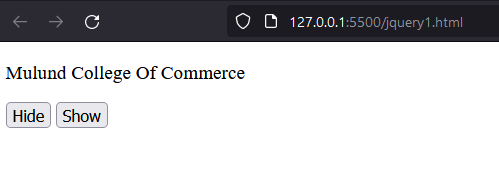 127.0.0.1:5500/jquery1.html
Mulund College Of Commerce
Hide Show